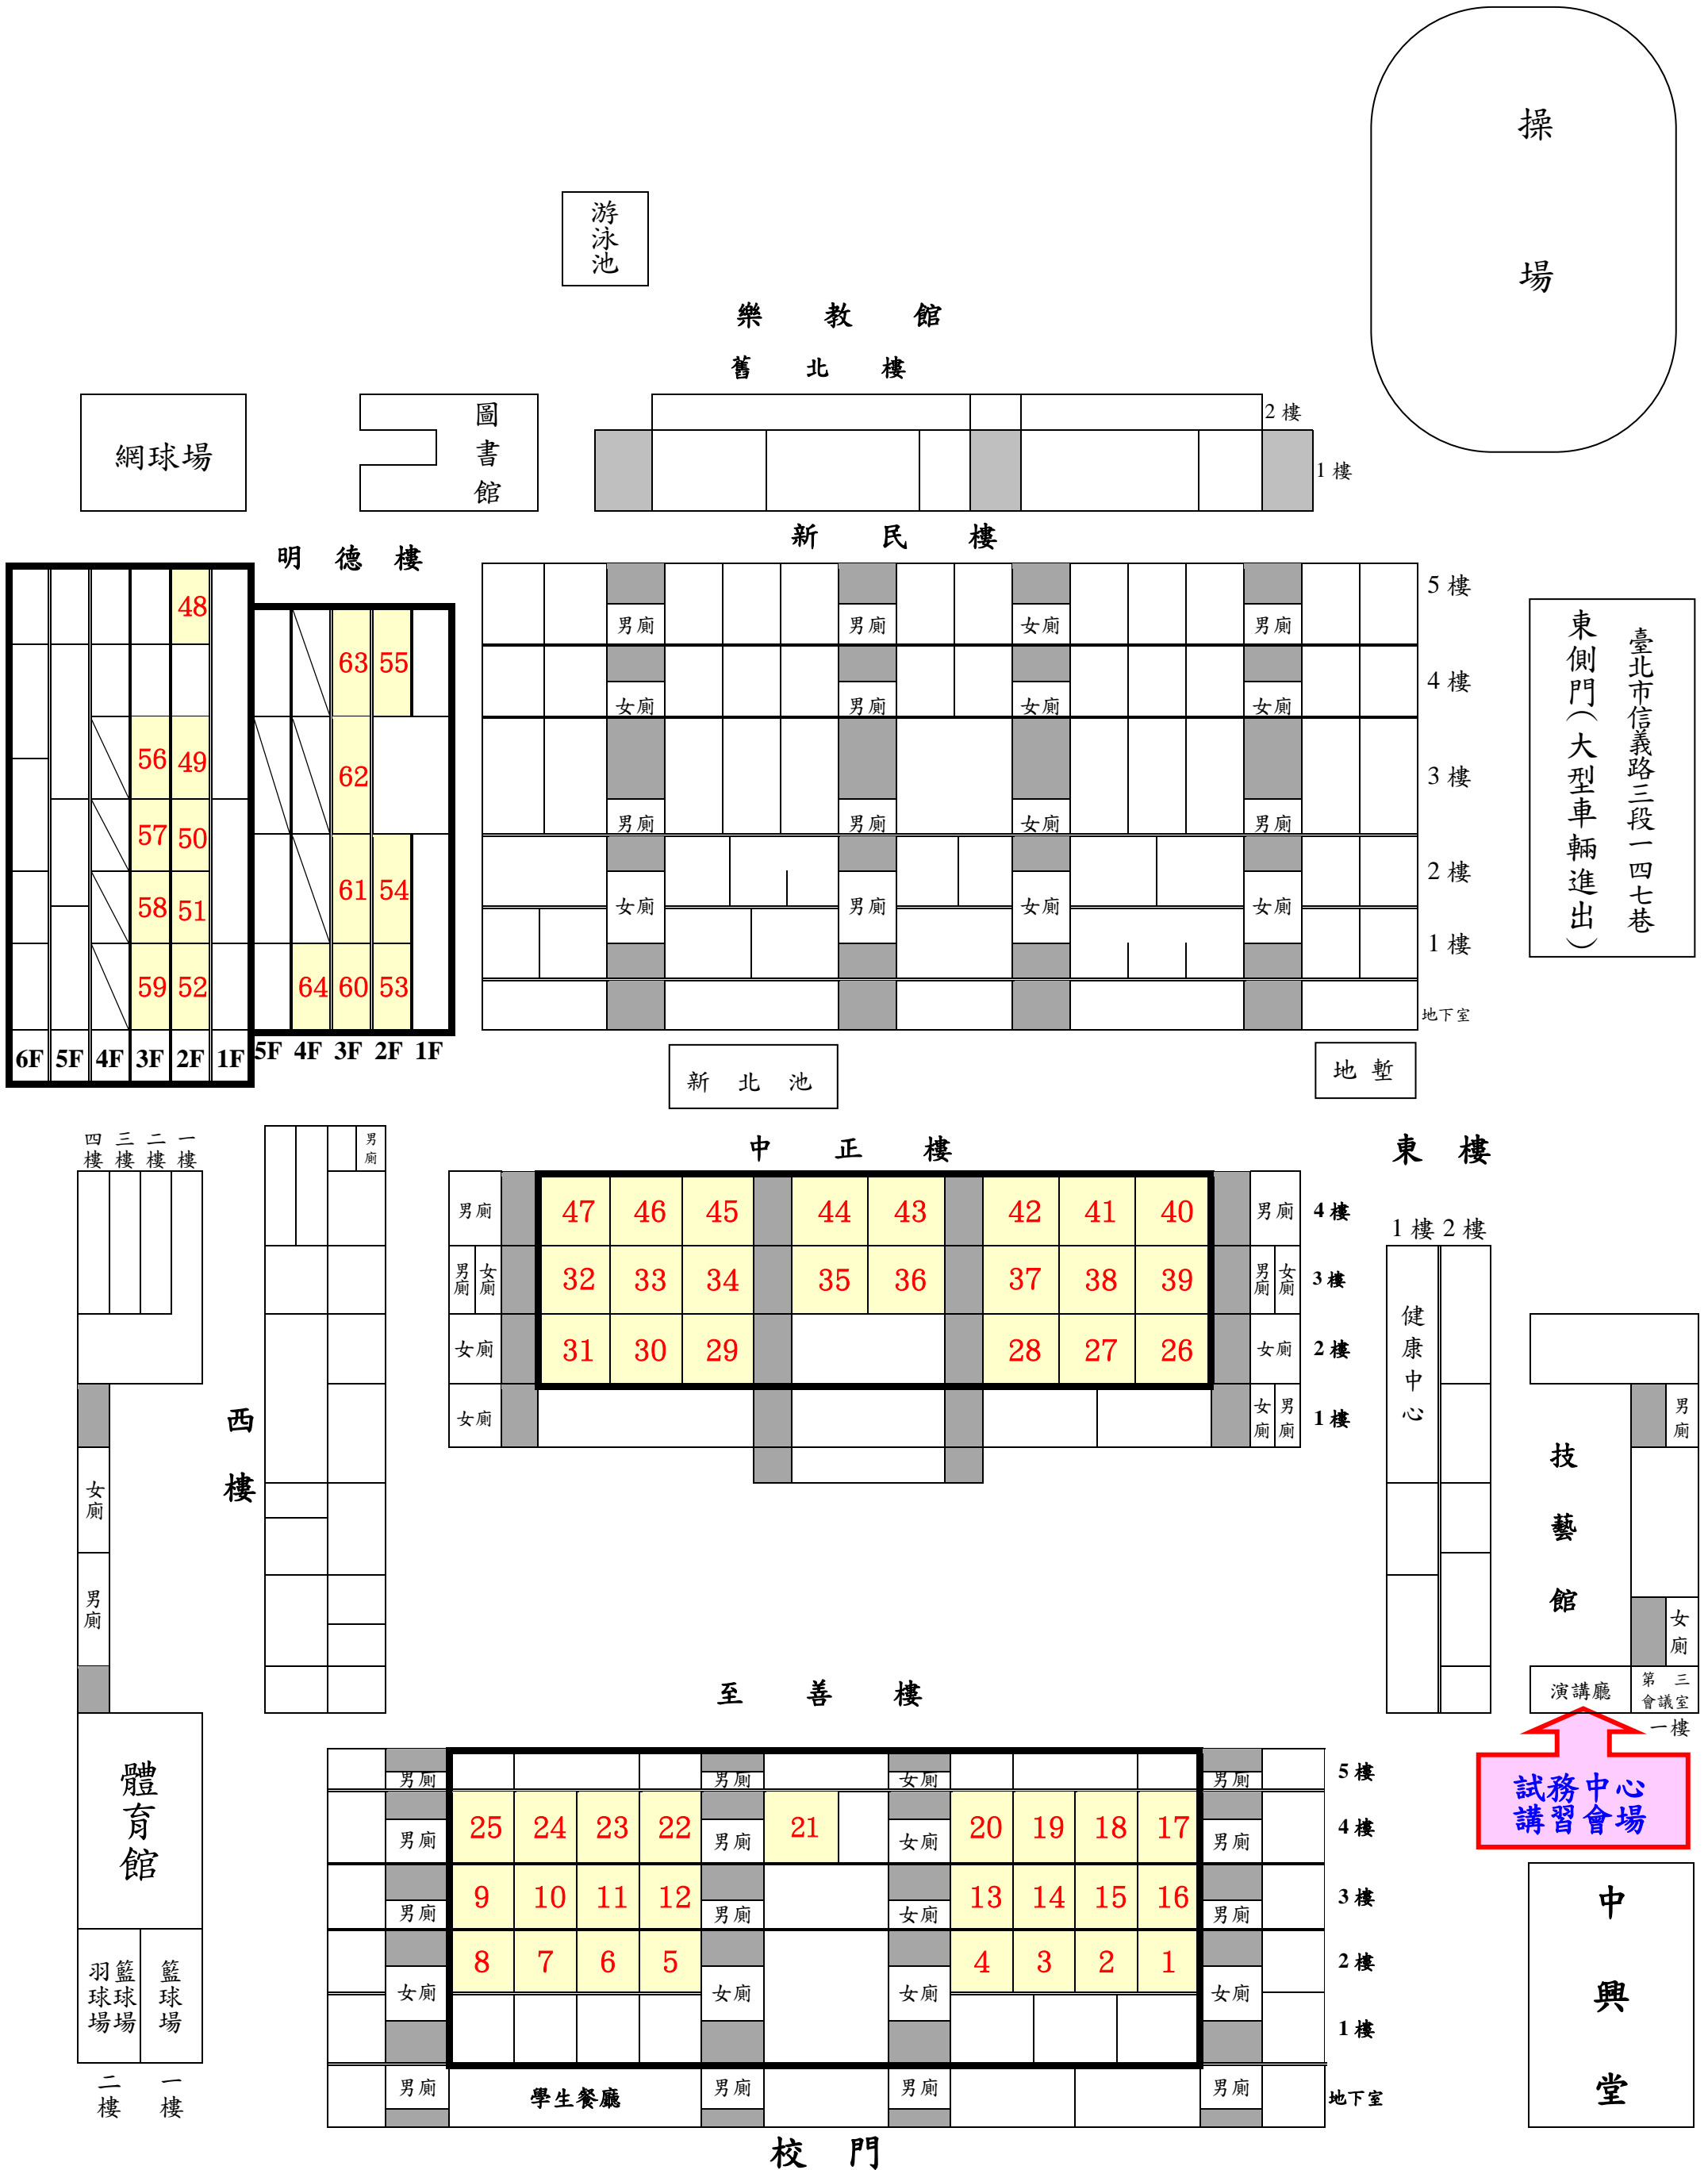 操場
游泳池
樂教館
舊北樓
網球場
圖書館
2樓
1樓
新民樓
明德樓
48
63 55
56 49
62
57 50
61 54
58 51
59 52
64 60 53
6F 5F 4F 3F 2F 1F
5F 4F 3F 2F 1F
男廁 男廁 女廁 男廁 5樓
女廁 男廁 女廁 女廁 4樓
男廁 男廁 女廁 男廁 3樓
2樓
女廁 男廁 女廁 女廁
1樓
地下室
臺北市信義路三段一四七巷
東側門(大型車輛進出)
新北池
地塹
四樓 三樓 二樓 一樓
男廁
西樓
女廁
男廁
中正樓
男廁 47 46 45 44 43 42 41 40 男廁 4樓
男廁 女廁 32 33 34 35 36 37 38 39 男廁 女廁 3樓
女廁 31 30 29 28 27 26 女廁 2樓
女廁 女廁 男廁 1樓
東樓
1樓 2樓
健康中心
男廁
技藝館
女廁
演講廳
第三會議室
一樓
試務中心
講習會場
中興堂
體育館
羽球場 籃球場 籃球場
二樓 一樓
至善樓
男廁 男廁 女廁 男廁 5樓
25 24 23 22 21 20 19 18 17 4樓
男廁 男廁 女廁 男廁
9 10 11 12 13 14 15 16 3樓
男廁 男廁 女廁 男廁
8 7 6 5 4 3 2 1 2樓
女廁 女廁 女廁 女廁
1樓
男廁 學生餐廳 男廁 男廁 男廁 地下室
校門